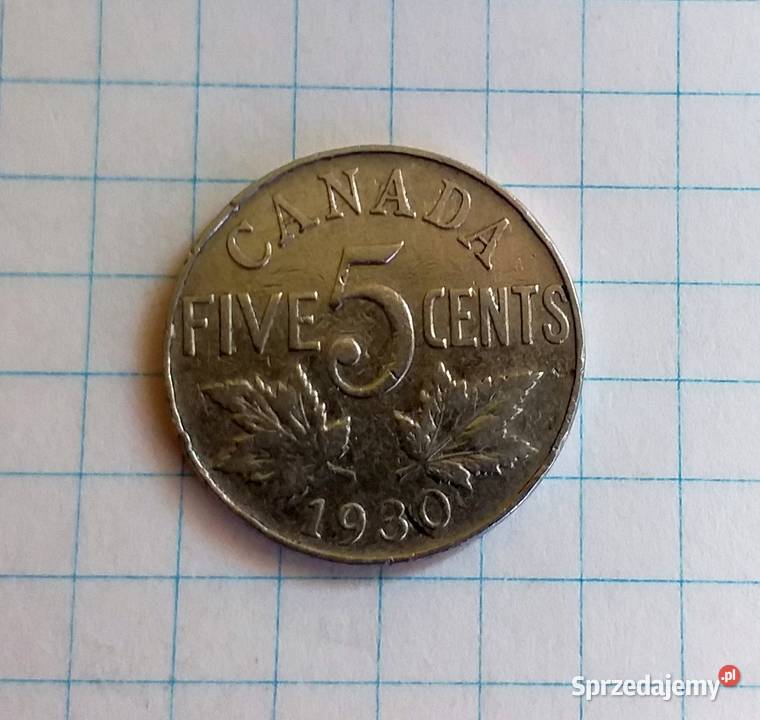 CANADA
FIVE 5 CENTS
1930
Sprzedajemy.pl